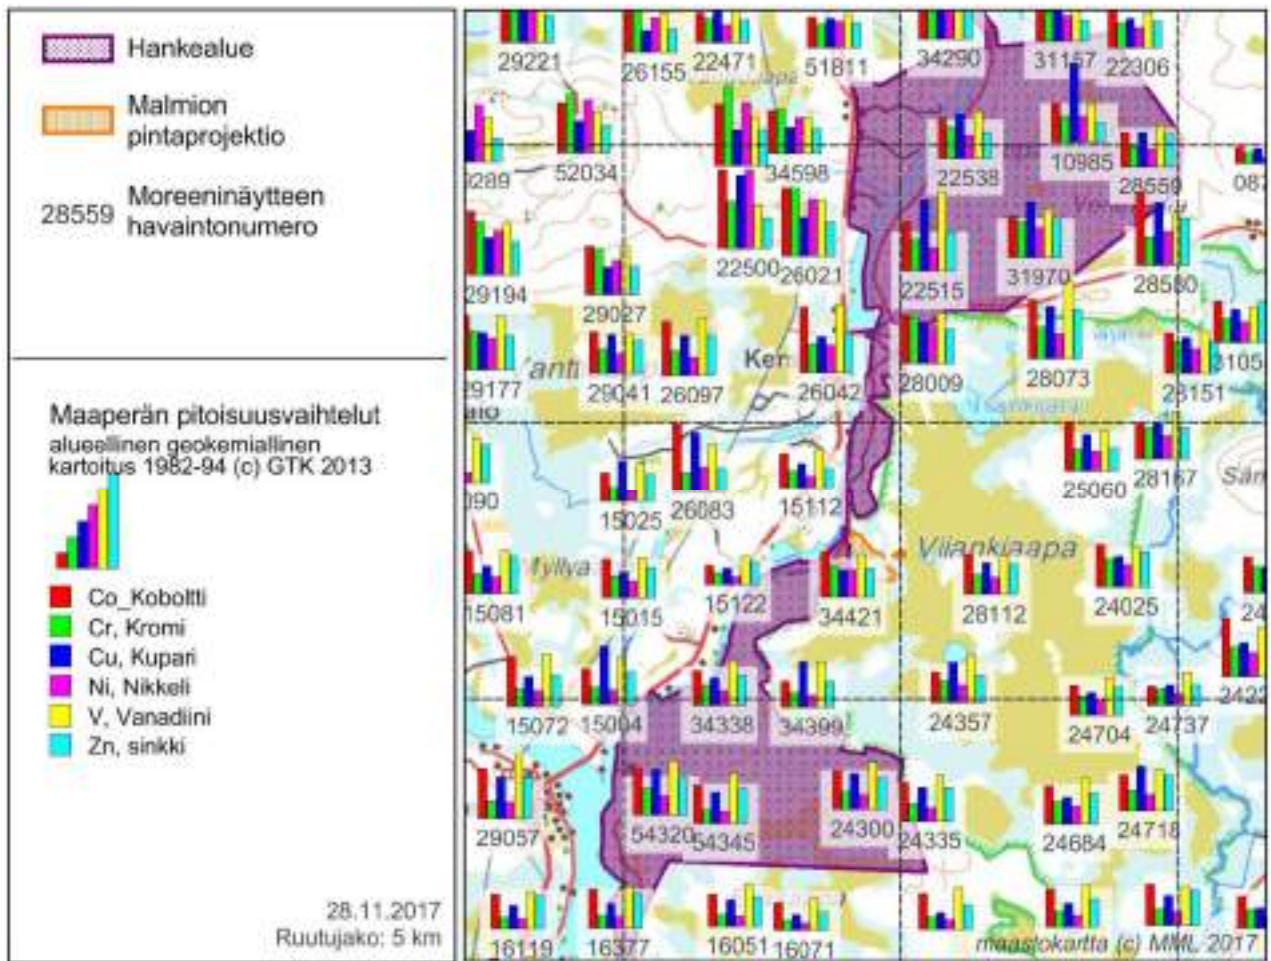 Hankealue
Malmion
pintaprojektio
28559 Moreeninäytteen
havaintonumero
Maaperän pitoisuusvaihtelut
alueellinen geokemiallinen
kartoitus 1982-94 (c) GTK 2013
Co_Koboltti
Cr, Kromi
Cu, Kupari
Ni, Nikkeli
V, Vanadiini
Zn, sinkki
28.11.2017
Ruutujako: 5 km
29221 26155 22471 51811 34290 31157 22306
52034 34598 22538 10985 28559
22500 26021 22515 31970
29194 29027
29177 29041 26097 Ker 26042 28009 28073 28151
15025 26083 15112 25060 28167
Viiankiaapa
15081 15015 15122 34421 28112 24025
15072 15004 34338 34399 24357 24704 24737
29057 54320 54345 24300 24335 24684 24718
16119 16377 16051 16071
maastokartta (c) MML 2017